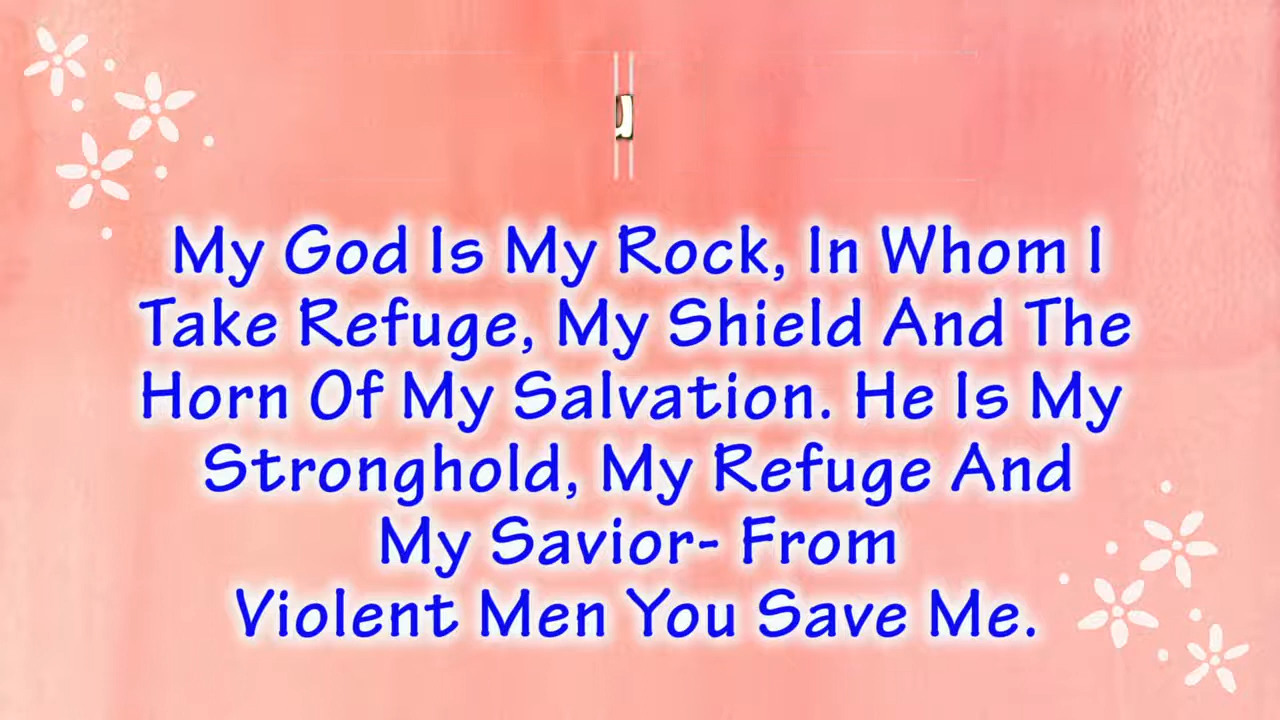 My God Is My Rock, In Whom I
Take Refuge, My Shield And The
Horn Of My Salvation. He Is My
Stronghold, My Refuge And
My Savior- From
Violent Men You Save Me.